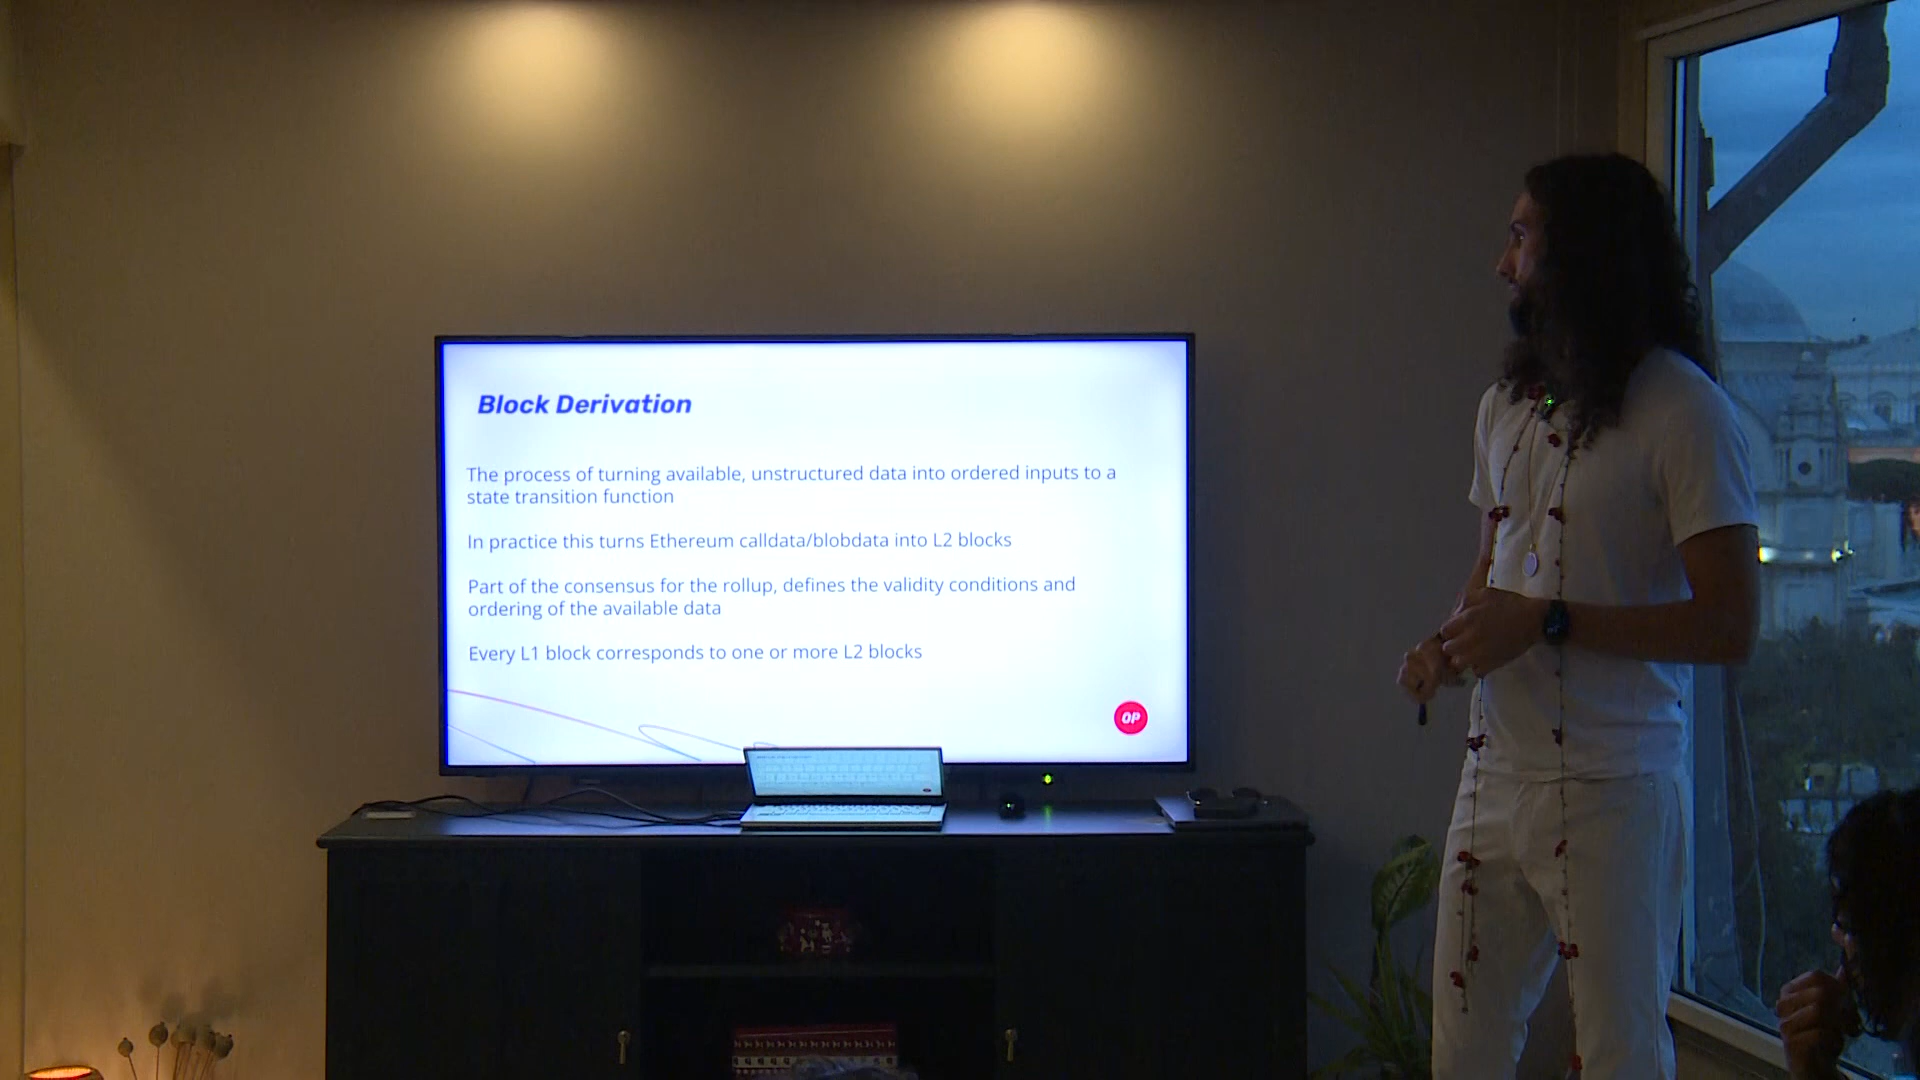 Block Derivation
The process of turning available, unstructured data into ordered inputs to a
state transition function
In practice this turns Ethereum calldata/blobdata into L2 blocks
Part of the consensus for the rollup, defines the validity conditions and
ordering of the available data
Every L1 block corresponds to one or more L2 blocks
OP